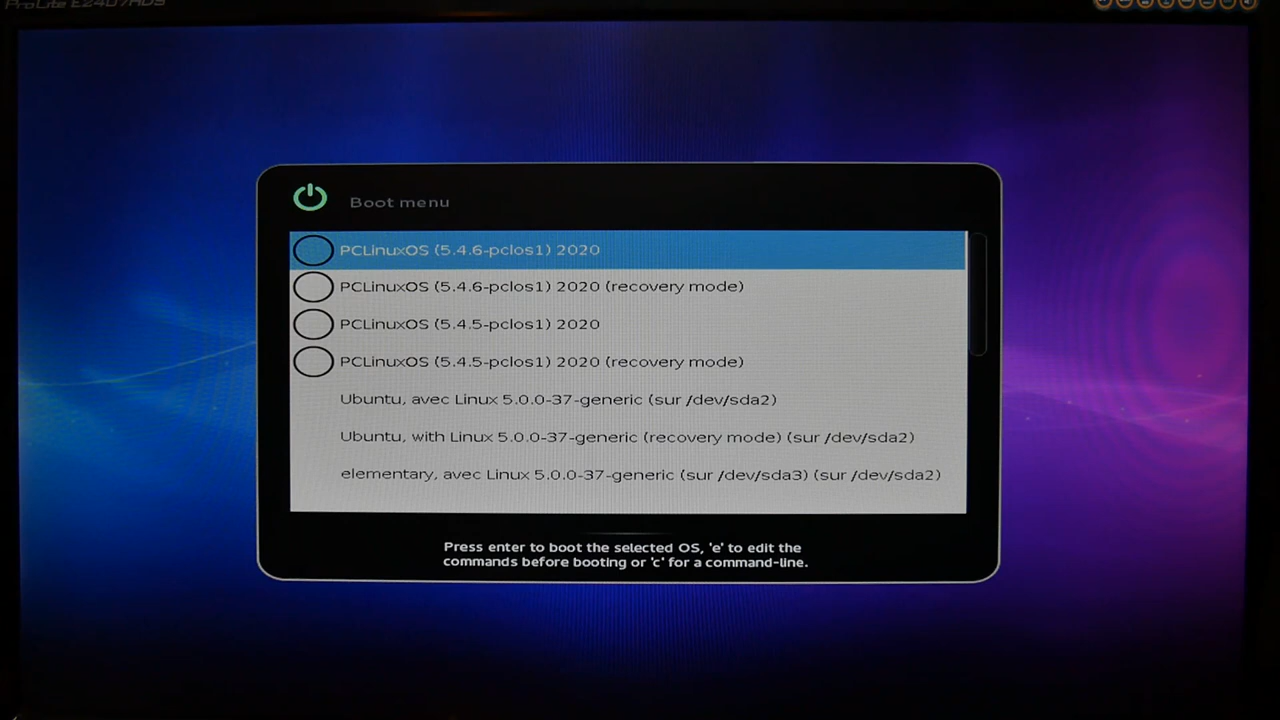 ProLite E2407HDS
Boot menu
PCLinuxOS (5.4.6-pclos1) 2020
PCLinuxOS (5.4.6-pclos1) 2020 (recovery mode)
PCLinuxOS (5.4.5-pclos1) 2020
PCLinuxOS (5.4.5-pclos1) 2020 (recovery mode)
Ubuntu, avec Linux 5.0.0-37-generic (sur /dev/sda2)
Ubuntu, with Linux 5.0.0-37-generic (recovery mode) (sur /dev/sda2)
elementary, avec Linux 5.0.0-37-generic (sur /dev/sda3) (sur /dev/sda2)
Press enter to boot the selected OS, 'e' to edit the
commands before booting or 'c' for a command-line.